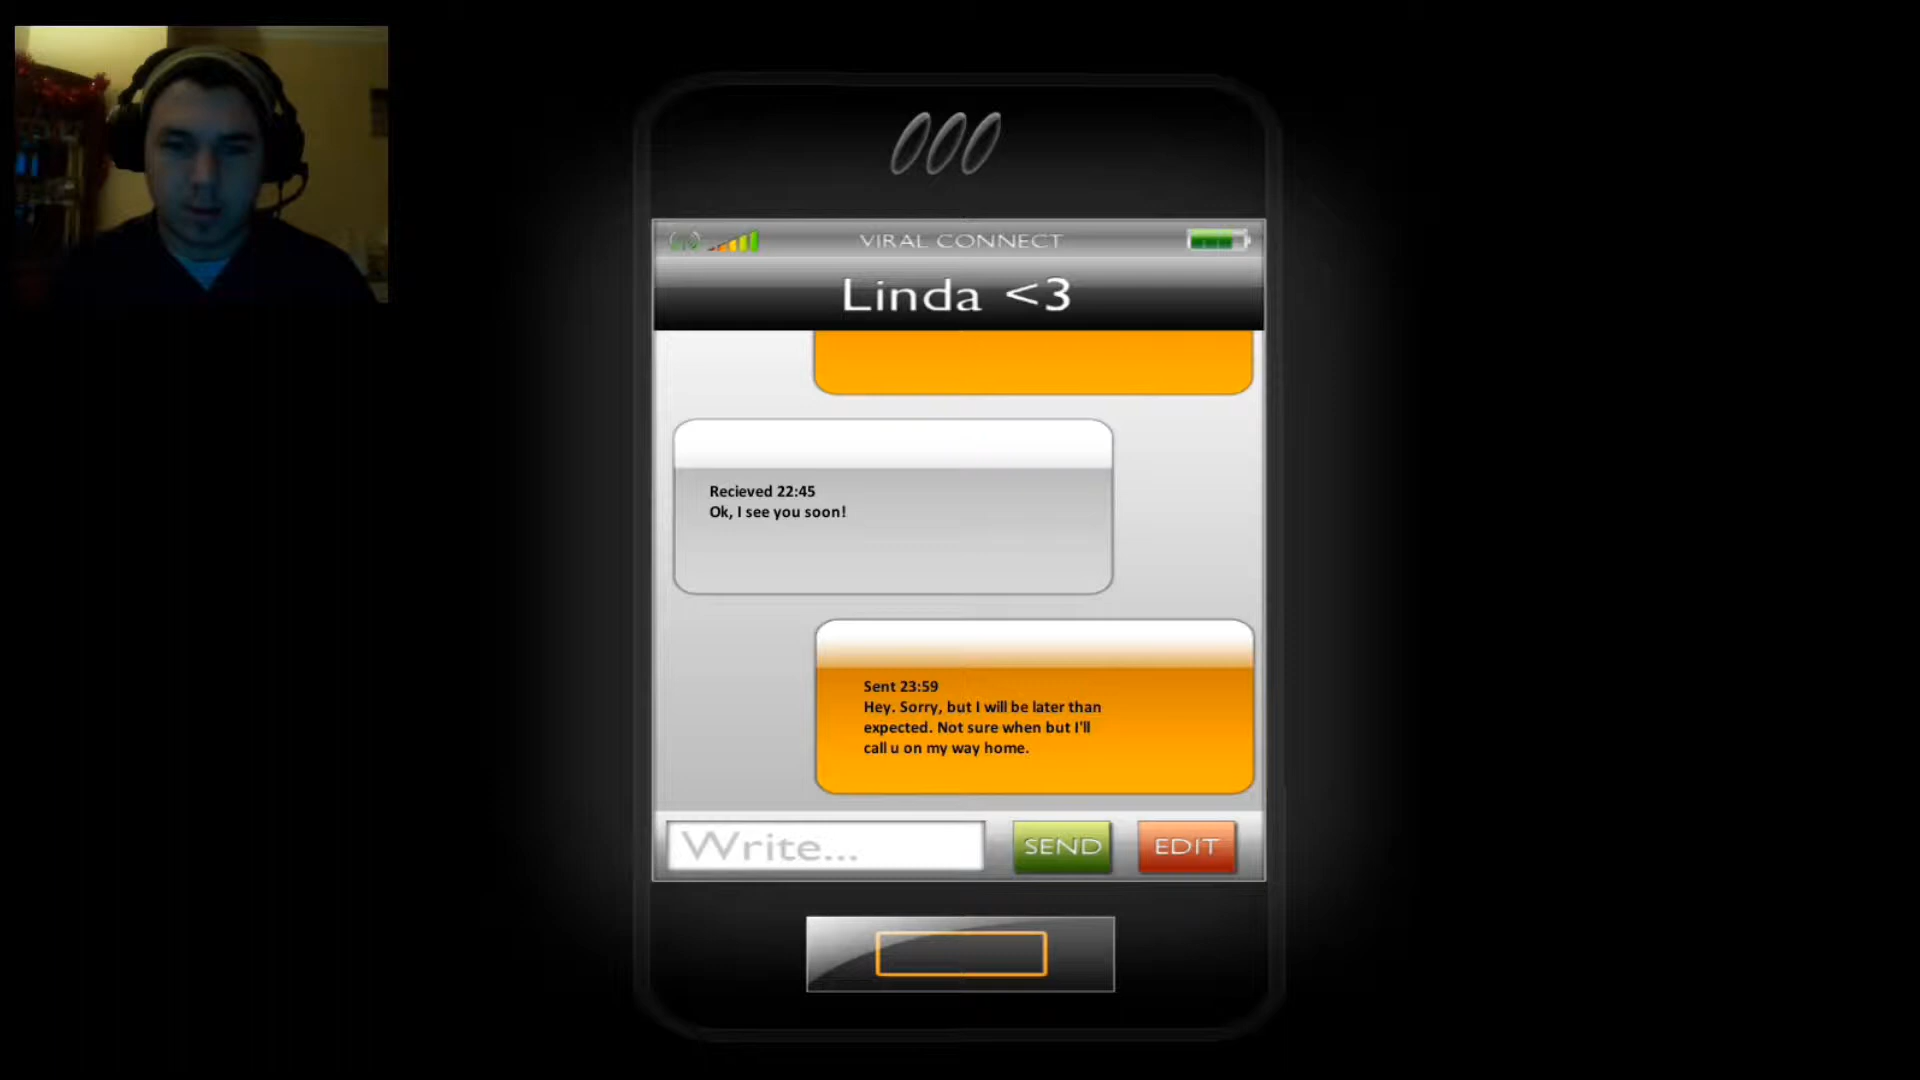 VIRAL CONNECT
Linda <3
Recieved 22:45
Ok, I see you soon!
Sent 23:59
Hey. Sorry, but I will be later than
expected. Not sure when but I'll
call u on my way home.
Write...
SEND
EDIT